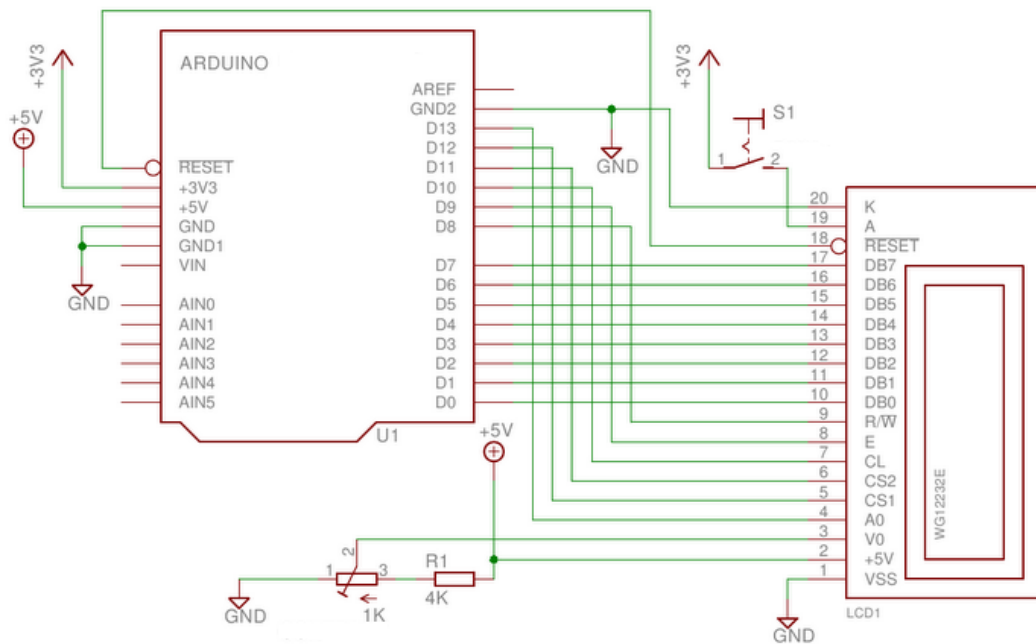 ARDUINO
+3V3
+5V
RESET
+3V3
+5V
GND
GND1
VIN
AIN0
AIN1
AIN2
AIN3
AIN4
AIN5
GND
AREF
GND2
D13
D12
D11
D10
D9
D8
D7
D6
D5
D4
D3
D2
D1
D0
U1
GND
+3V3
S1
1 2
20 K
19 A
18 RESET
17 DB7
16 DB6
15 DB5
14 DB4
13 DB3
12 DB2
11 DB1
10 DB0
9 R/W
8 E
7 CL
6 CS2
5 CS1
4 A0
3 V0
2 +5V
1 VSS
WG12232E
LCD1
GND
+5V
R1
4K
1 2 3
1K
GND